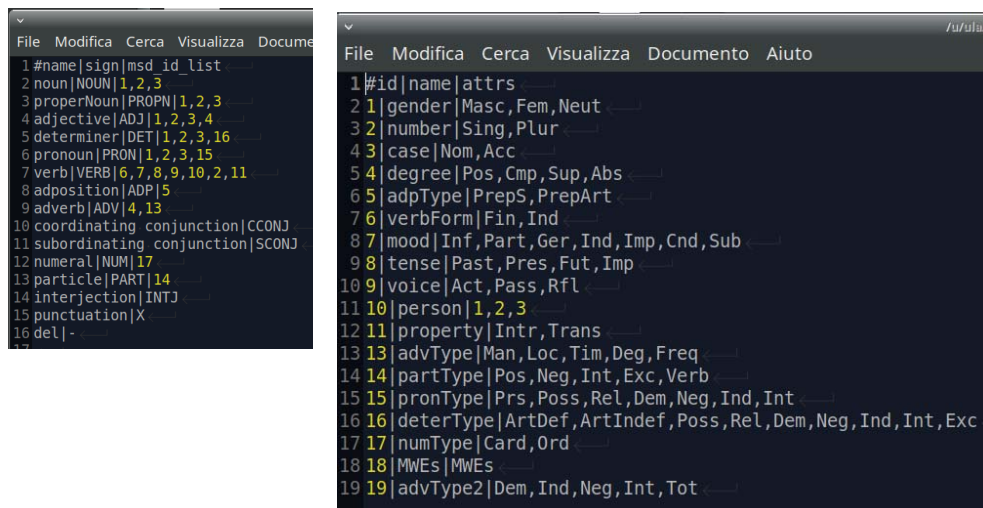 File Modifica Cerca Visualizza Docume
1 #name|sign|msd_id_list
2 noun|NOUN|1,2,3
3 properNoun|PROPN|1,2,3
4 adjective|ADJ|1,2,3,4
5 determiner|DET|1,2,3,16
6 pronoun|PRON|1,2,3,15
7 verb|VERB|6,7,8,9,10,2,11
8 adposition|ADP|5
9 adverb|ADV|4,13
10 coordinating conjunction|CCONJ
11 subordinating conjunction|SCONJ
12 numeral|NUM|17
13 particle|PART|14
14 interjection|INTJ
15 punctuation|X
16 del|-
17
File Modifica Cerca Visualizza Documento Aiuto
1 #id|name|attrs
2 1|gender|Masc,Fem,Neut
3 2|number|Sing,Plur
4 3|case|Nom,Acc
5 4|degree|Pos,Cmp,Sup,Abs
6 5|adpType|PrepS,PrepArt
7 6|verbForm|Fin,Ind
8 7|mood|Inf,Part,Ger,Ind,Imp,Cnd,Sub
9 8|tense|Past,Pres,Fut,Imp
10 9|voice|Act,Pass,Rfl
11 10|person|1,2,3
12 11|property|Intr,Trans
13 13|advType|Man,Loc,Tim,Deg,Freq
14 14|partType|Pos,Neg,Int,Exc,Verb
15 15|pronType|Prs,Poss,Rel,Dem,Neg,Ind,Int
16 16|deterType|ArtDef,ArtIndef,Poss,Rel,Dem,Neg,Ind,Int,Exc
17 17|numType|Card,Ord
18 18|MWEs|MWEs
19 19|advType2|Dem,Ind,Neg,Int,Tot